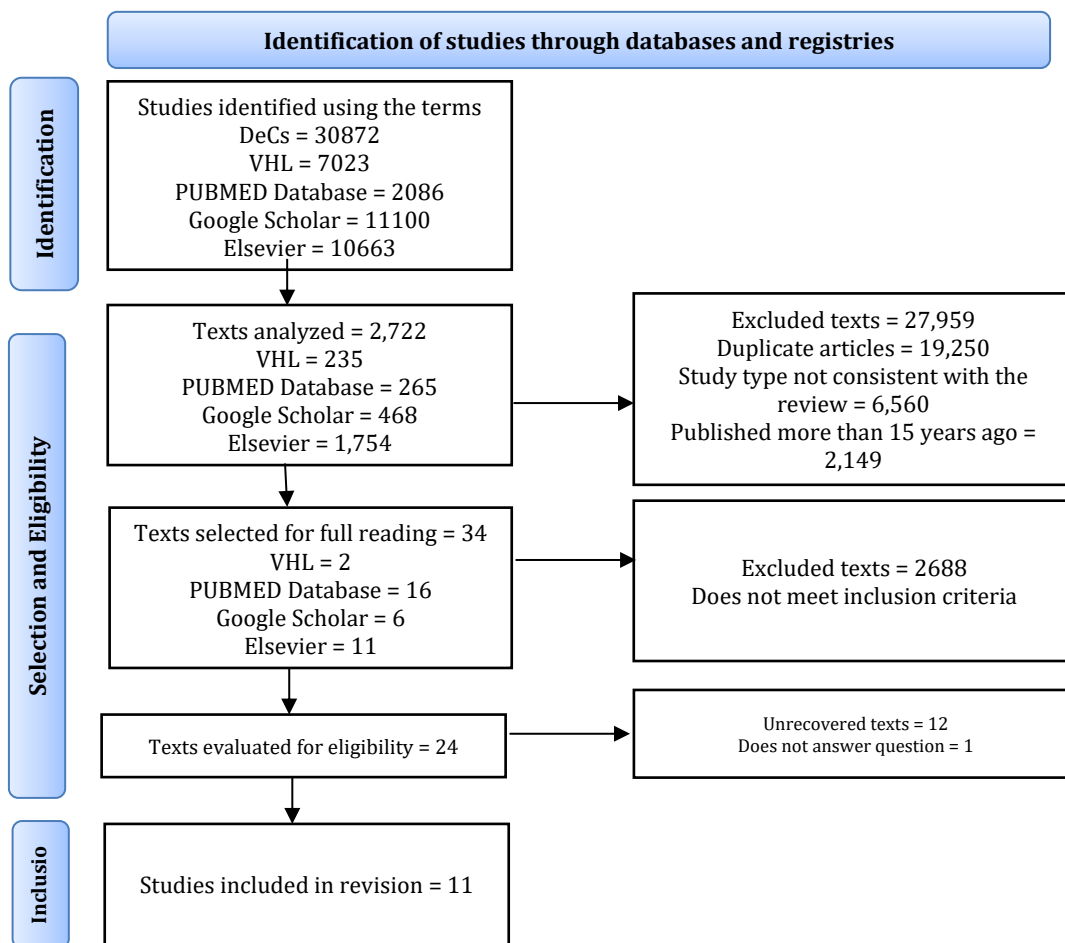 Identification of studies through databases and registries
Identification
Studies identified using the terms
DeCs = 30872
VHL = 7023
PUBMED Database = 2086
Google Scholar = 11100
Elsevier = 10663
Selection and Eligibility
Texts analyzed = 2,722
VHL = 235
PUBMED Database = 265
Google Scholar = 468
Elsevier = 1,754
Excluded texts = 27,959
Duplicate articles = 19,250
Study type not consistent with the
review = 6,560
Published more than 15 years ago =
2,149
Texts selected for full reading = 34
VHL = 2
PUBMED Database = 16
Google Scholar = 6
Elsevier = 11
Excluded texts = 2688
Does not meet inclusion criteria
Texts evaluated for eligibility = 24
Unrecovered texts = 12
Does not answer question = 1
Inclusio
Studies included in revision = 11